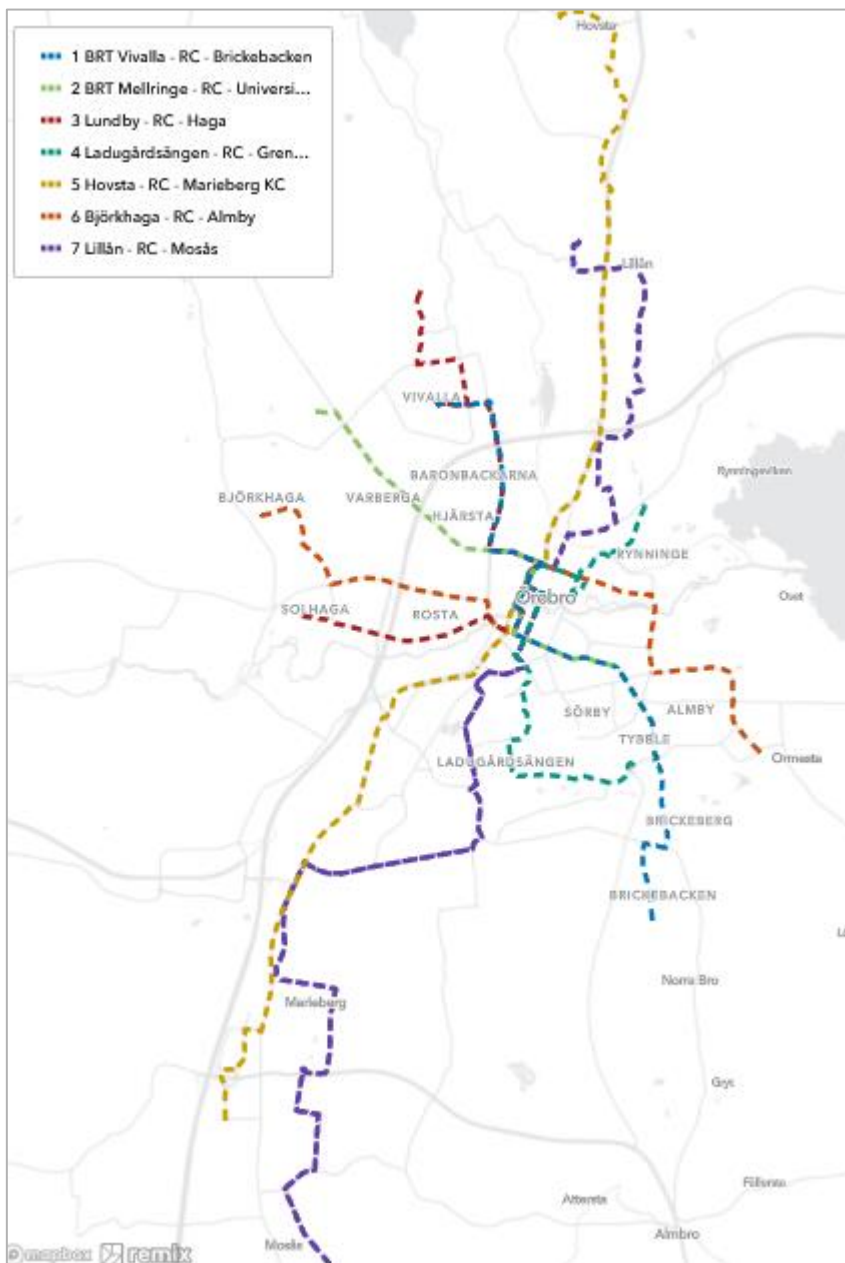 1 BRT Vivalla - RC - Brickebacken
2 BRT Mellringe - RC - Universi...
3 Lundby - RC - Haga
4 Ladugårdsängen - RC - Gren...
5 Hovsta - RC - Marieberg KC
6 Björkhaga - RC - Almby
7 Lillån - RC - Mosås
Hovsta
Lillån
VIVALLA
BARONBACKARNA
Rynningeviken
BJÖRKHAGA
VARBERGA
HJÄRSTA
RYNNINGE
Örebro
Oset
SOLHAGA
ROSTA
SÖRBY
ALMBY
TYBBLE
LADUGÅRDSÄNGEN
Ormesta
BRICKEBERG
BRICKEBACKEN
Norra Bro
Marieberg
Gryt
Attersta
Almbro
Mosås
mapbox remix